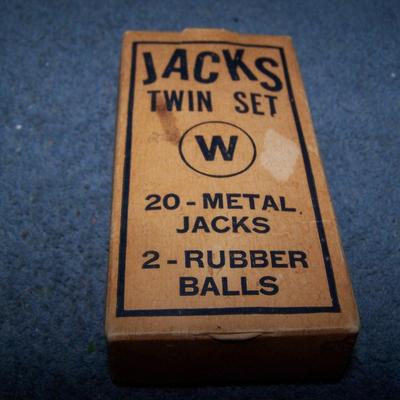 JACKS
TWIN SET
W
20-METAL
JACKS
2-RUBBER
BALLS